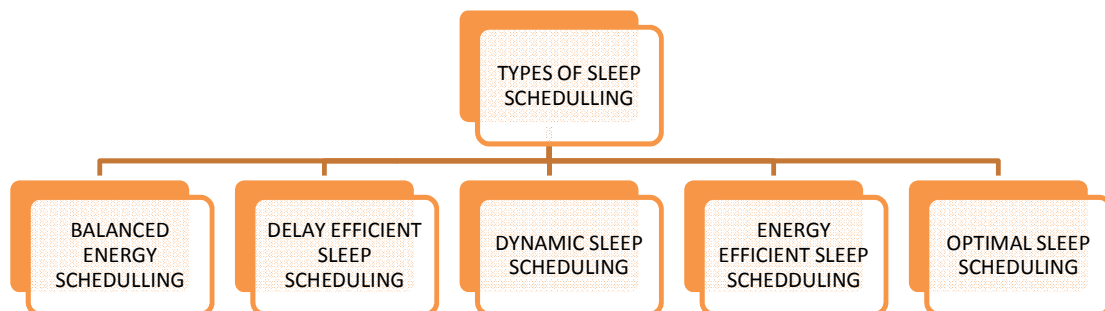 TYPES OF SLEEP
SCHEDULLING
BALANCED
ENERGY
SCHEDULLING
DELAY EFFICIENT
SLEEP
SCHEDULING
DYNAMIC SLEEP
SCHEDULING
ENERGY
EFFICIENT SLEEP
SCHEDDULING
OPTIMAL SLEEP
SCHEDULING